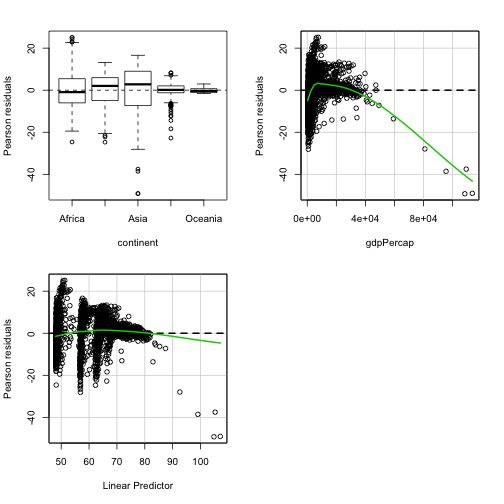 Pearson residuals
20
0
-20
-40
Africa
Asia
Oceania
continent
Pearson residuals
20
0
-20
-40
0e+00
4e+04
8e+04
gdpPercap
Pearson residuals
20
0
-20
-40
50
60
70
80
90
100
Linear Predictor